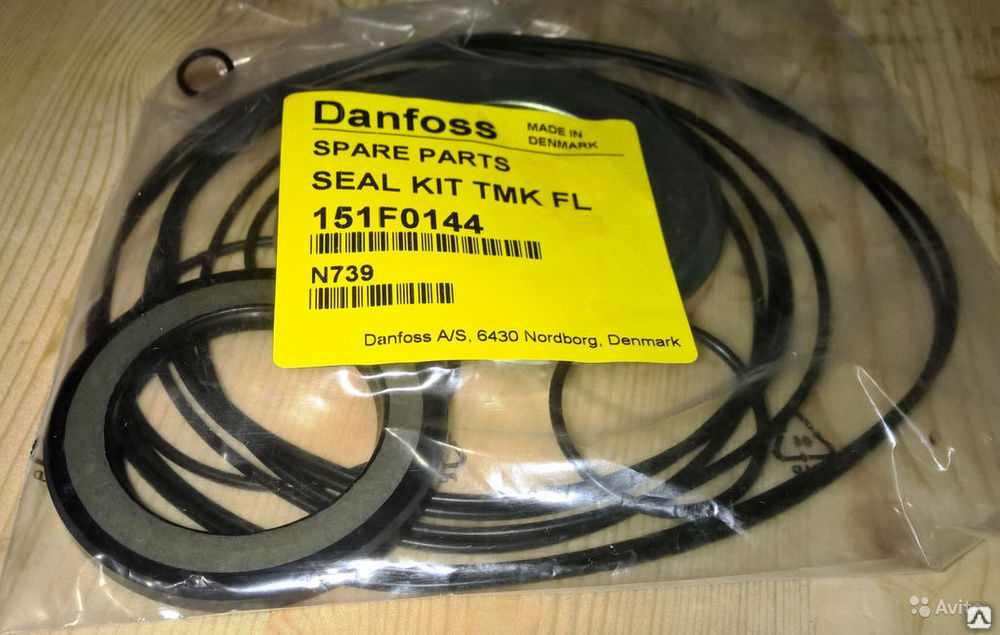 Danfoss
MADE IN
DENMARK
SPARE PARTS
SEAL KIT TMK FL
151F0144
N739
Danfoss A/S, 6430 Nordborg, Denmark
Avito